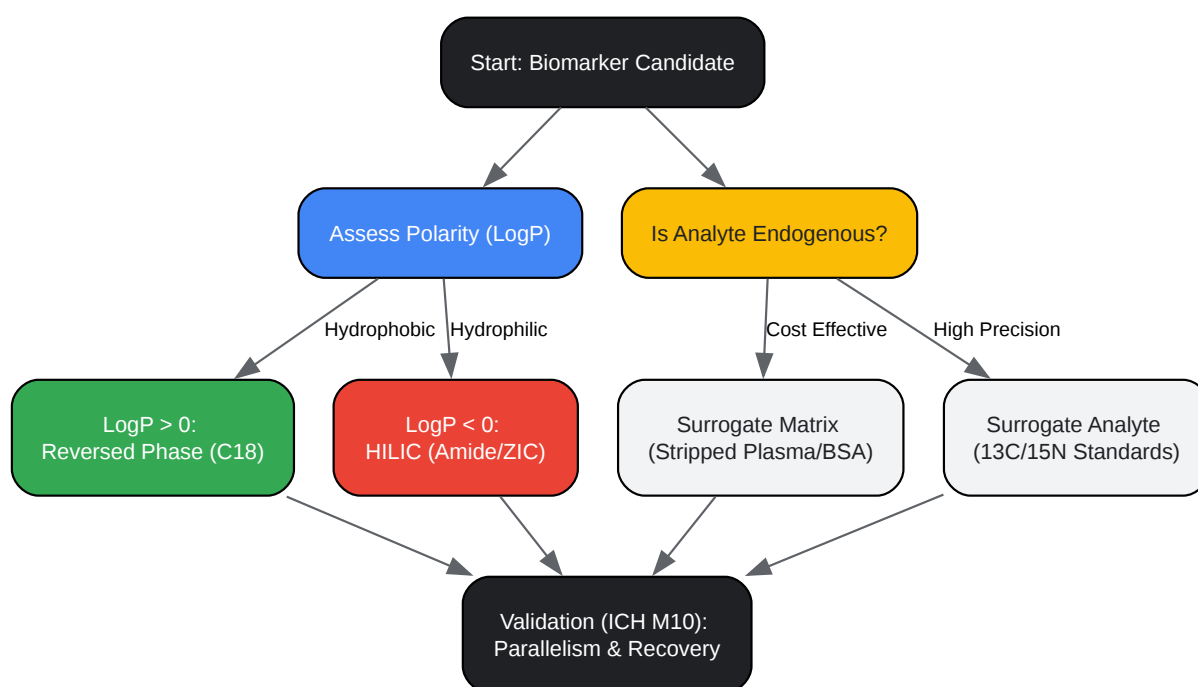 Start: Biomarker Candidate
Assess Polarity (LogP)
Is Analyte Endogenous?
Hydrophobic
Hydrophilic
Cost Effective
High Precision
LogP > 0:
Reversed Phase (C18)
LogP < 0:
HILIC (Amide/ZIC)
Surrogate Matrix
(Stripped Plasma/BSA)
Surrogate Analyte
(13C/15N Standards)
Validation (ICH M10):
Parallelism & Recovery